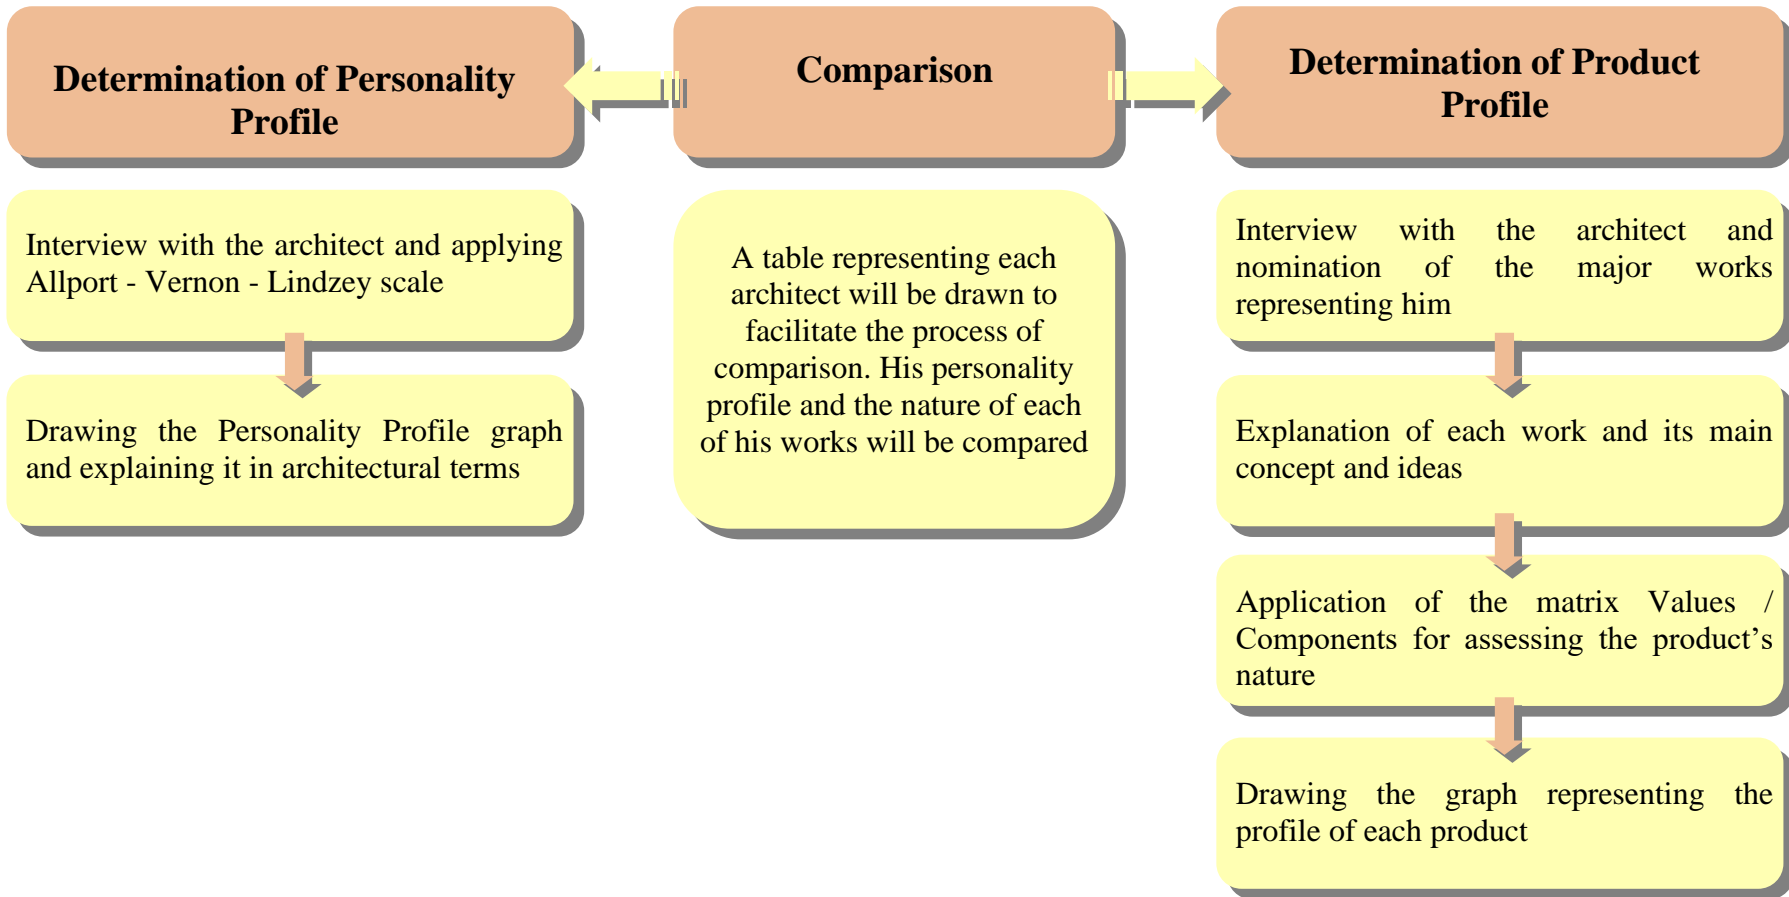 Determination of Personality
Profile
Interview with the architect and applying
Allport - Vernon - Lindzey scale
Drawing the Personality Profile graph
and explaining it in architectural terms
Comparison
A table representing each
architect will be drawn to
facilitate the process of
comparison. His personality
profile and the nature of each
of his works will be compared
Determination of Product
Profile
Interview with the architect and
nomination of the major works
representing him
Explanation of each work and its main
concept and ideas
Application of the matrix Values /
Components for assessing the product’s
nature
Drawing the graph representing the
profile of each product